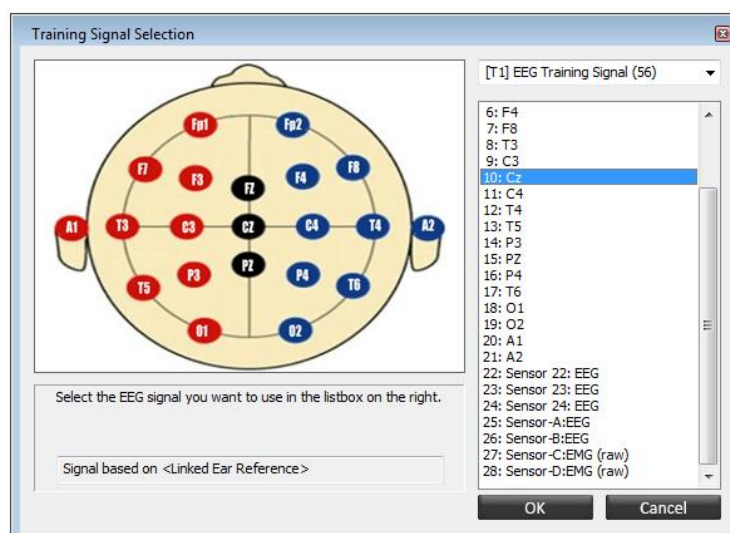 Training Signal Selection
[T1] EEG Training Signal (56)
Fp1 Fp2
F7 F3 FZ F4 F8
A1 T3 C3 CZ C4 T4 A2
T5 P3 PZ P4 T6
O1 O2
6: F4
7: F8
8: T3
9: C3
10: Cz
11: C4
12: T4
13: T5
14: P3
15: PZ
16: P4
17: T6
18: O1
19: O2
20: A1
21: A2
22: Sensor 22: EEG
23: Sensor 23: EEG
24: Sensor 24: EEG
25: Sensor-A:EEG
26: Sensor-B:EEG
27: Sensor-C:EMG (raw)
28: Sensor-D:EMG (raw)
Select the EEG signal you want to use in the listbox on the right.
Signal based on <Linked Ear Reference>
OK Cancel